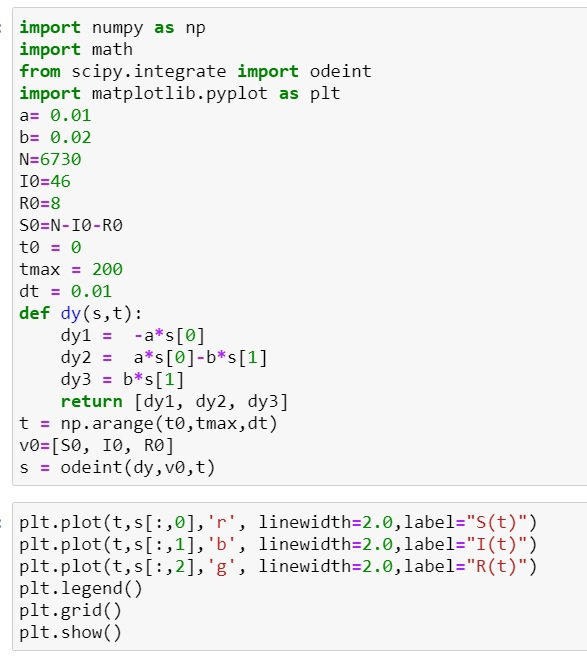 import numpy as np
import math
from scipy.integrate import odeint
import matplotlib.pyplot as plt
a= 0.01
b= 0.02
N=6730
I0=46
R0=8
S0=N-I0-R0
t0 = 0
tmax = 200
dt = 0.01
def dy(s,t):
    dy1 =  -a*s[0]
    dy2 =  a*s[0]-b*s[1]
    dy3 = b*s[1]
    return [dy1, dy2, dy3]
t = np.arange(t0,tmax,dt)
v0=[S0, I0, R0]
s = odeint(dy,v0,t)
plt.plot(t,s[:,0],'r', linewidth=2.0,label="S(t)")
plt.plot(t,s[:,1],'b', linewidth=2.0,label="I(t)")
plt.plot(t,s[:,2],'g', linewidth=2.0,label="R(t)")
plt.legend()
plt.grid()
plt.show()